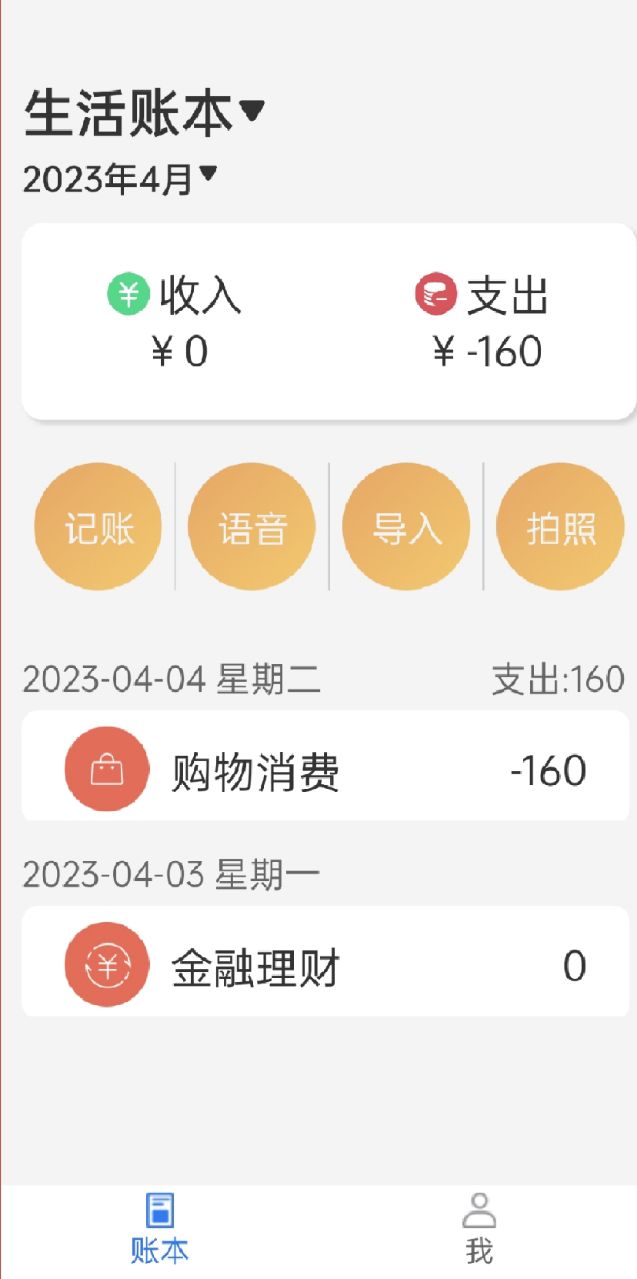 生活账本
2023年4月
收入 支出
¥ 0 ¥ -160
记账 语音 导入 拍照
2023-04-04 星期二 支出:160
购物消费 -160
2023-04-03 星期一
金融理财 0
账本 我